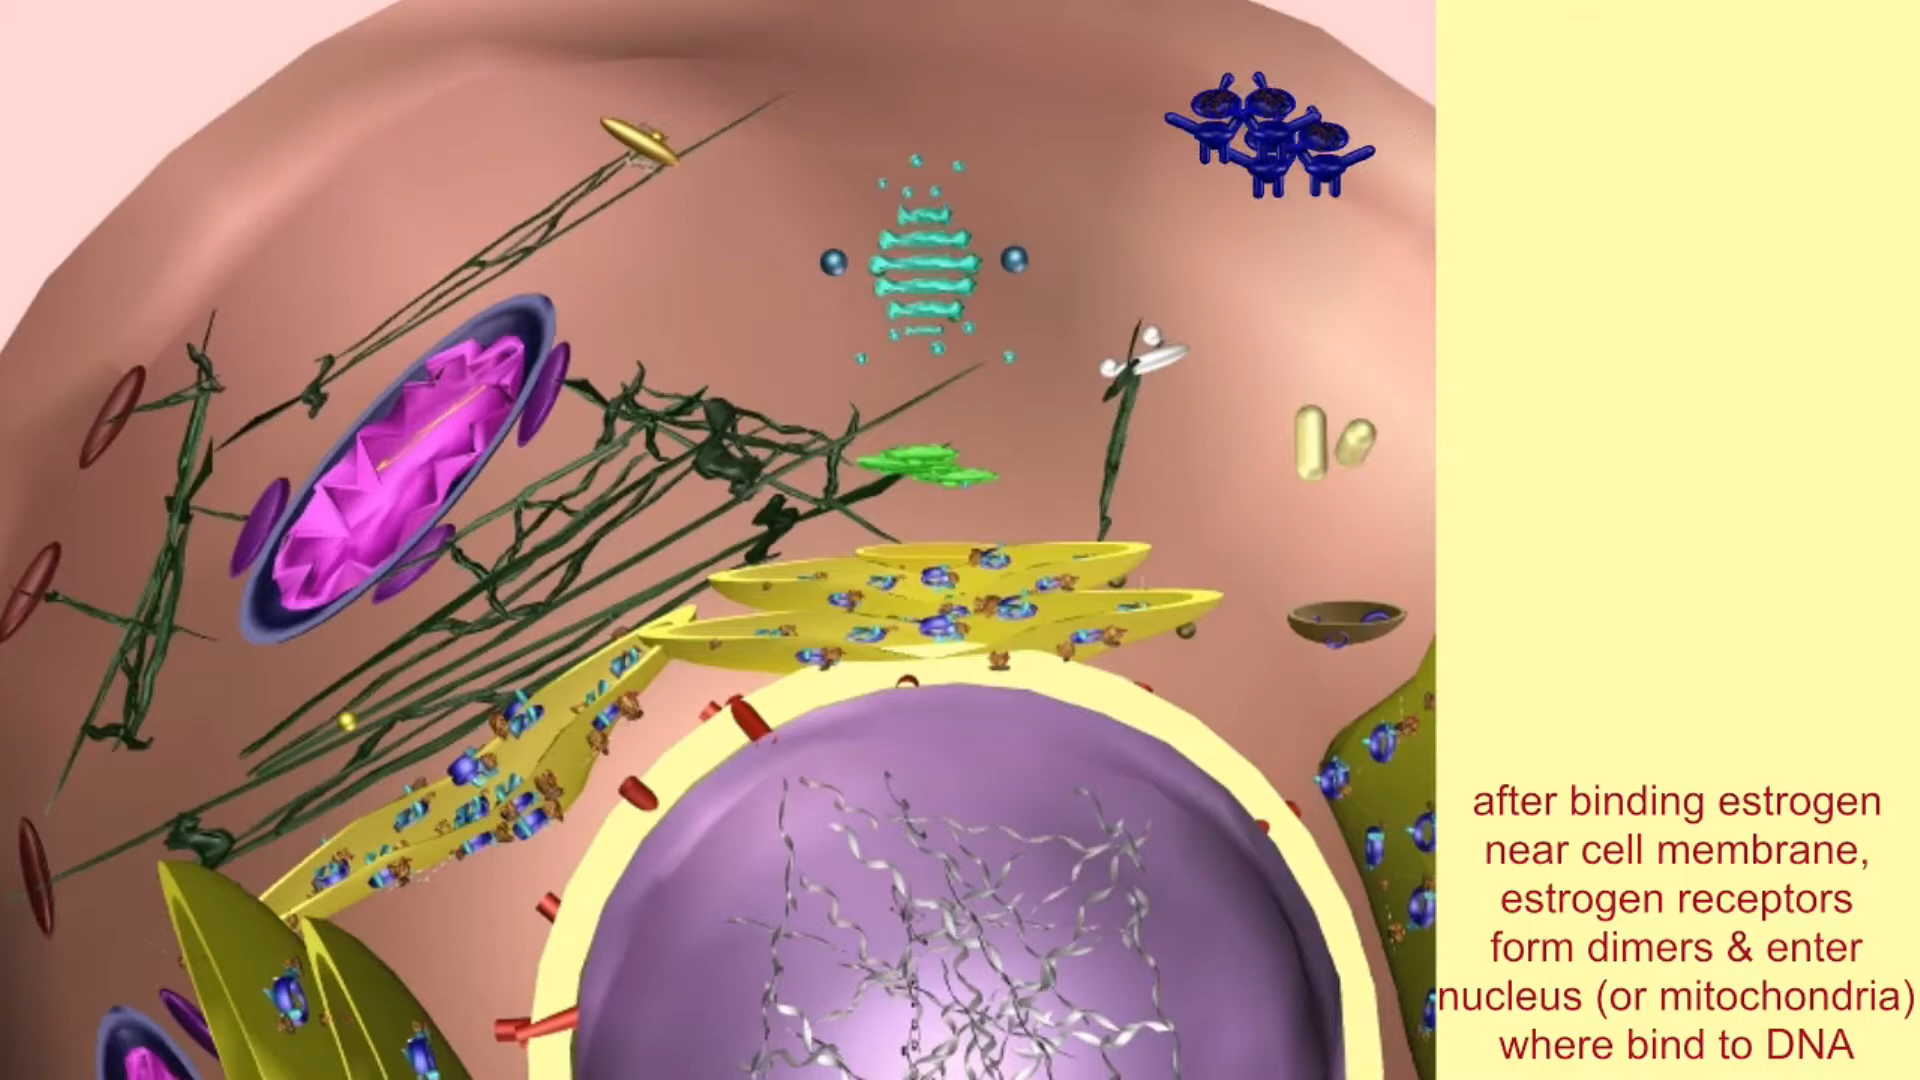 after binding estrogen
near cell membrane,
estrogen receptors
form dimers & enter
nucleus (or mitochondria)
where bind to DNA